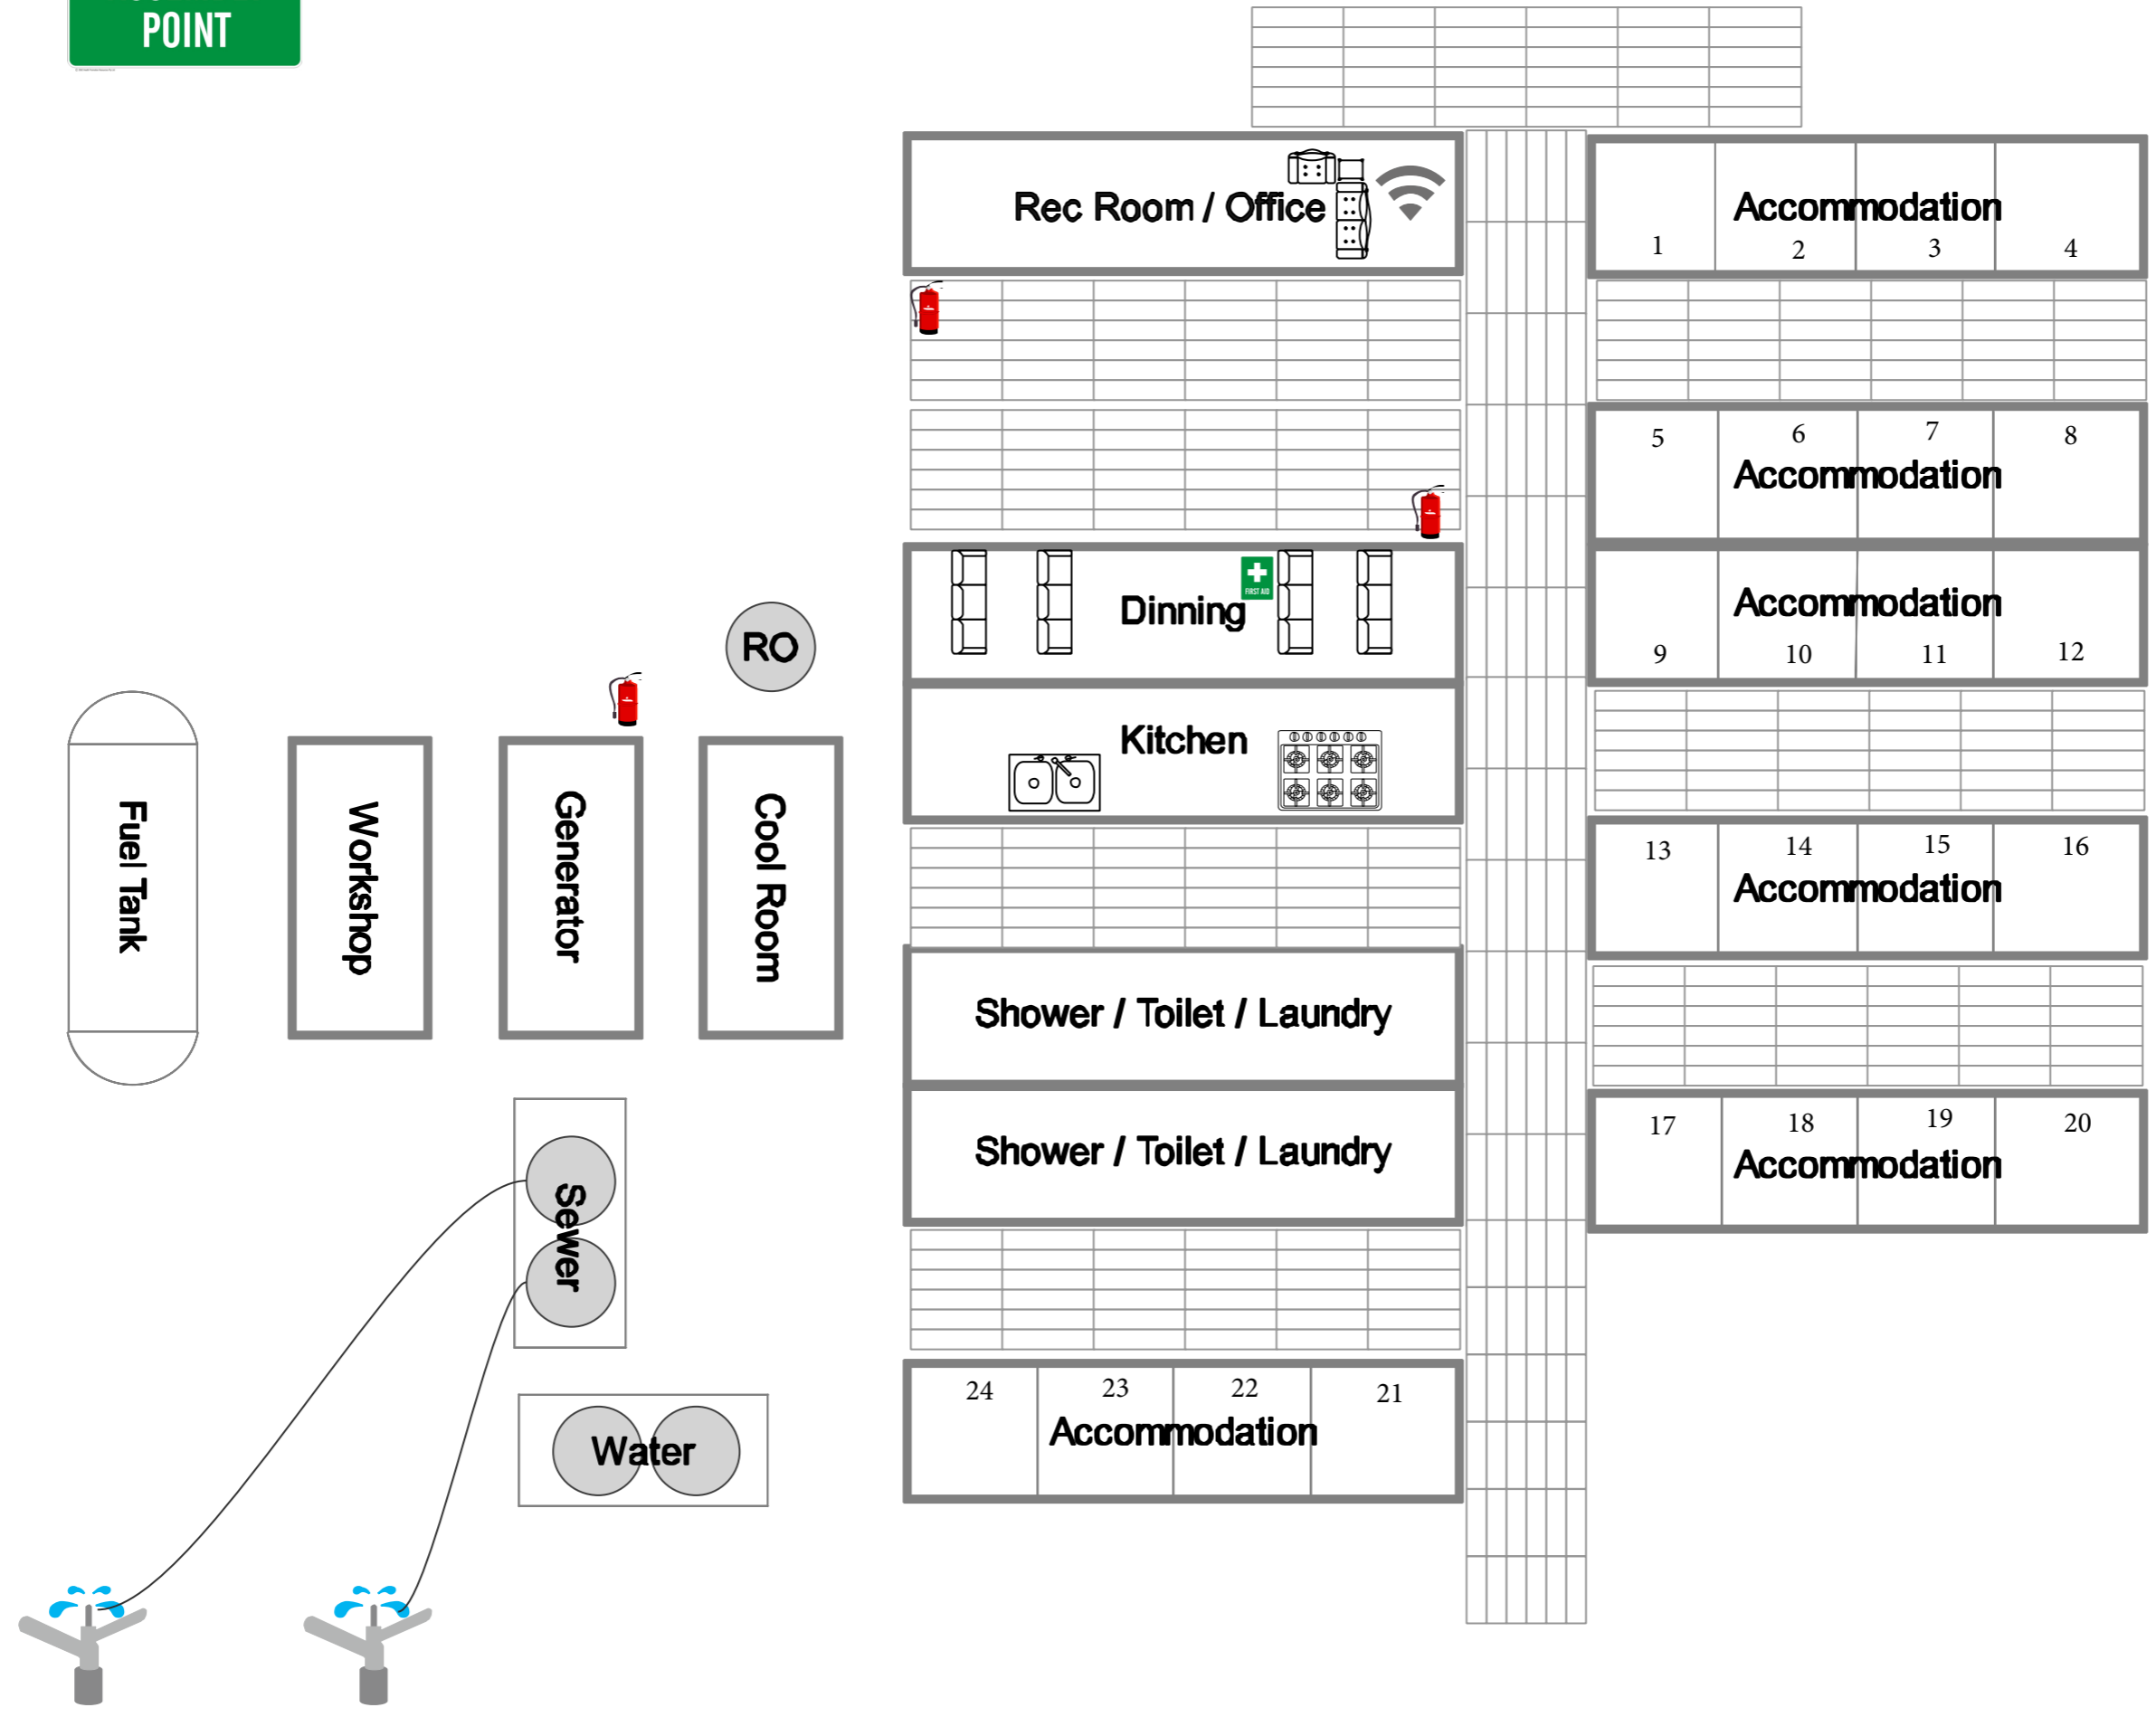 POINT
Rec Room / Office
Accommodation
1
2
3
4
5
6
7
8
Accommodation
Dinning
FIRST AID
Accommodation
9
10
11
12
RO
Kitchen
Fuel Tank
Workshop
Generator
Cool Room
13
14
15
16
Accommodation
Shower / Toilet / Laundry
Shower / Toilet / Laundry
17
18
19
20
Accommodation
Sewer
Water
24
23
22
21
Accommodation